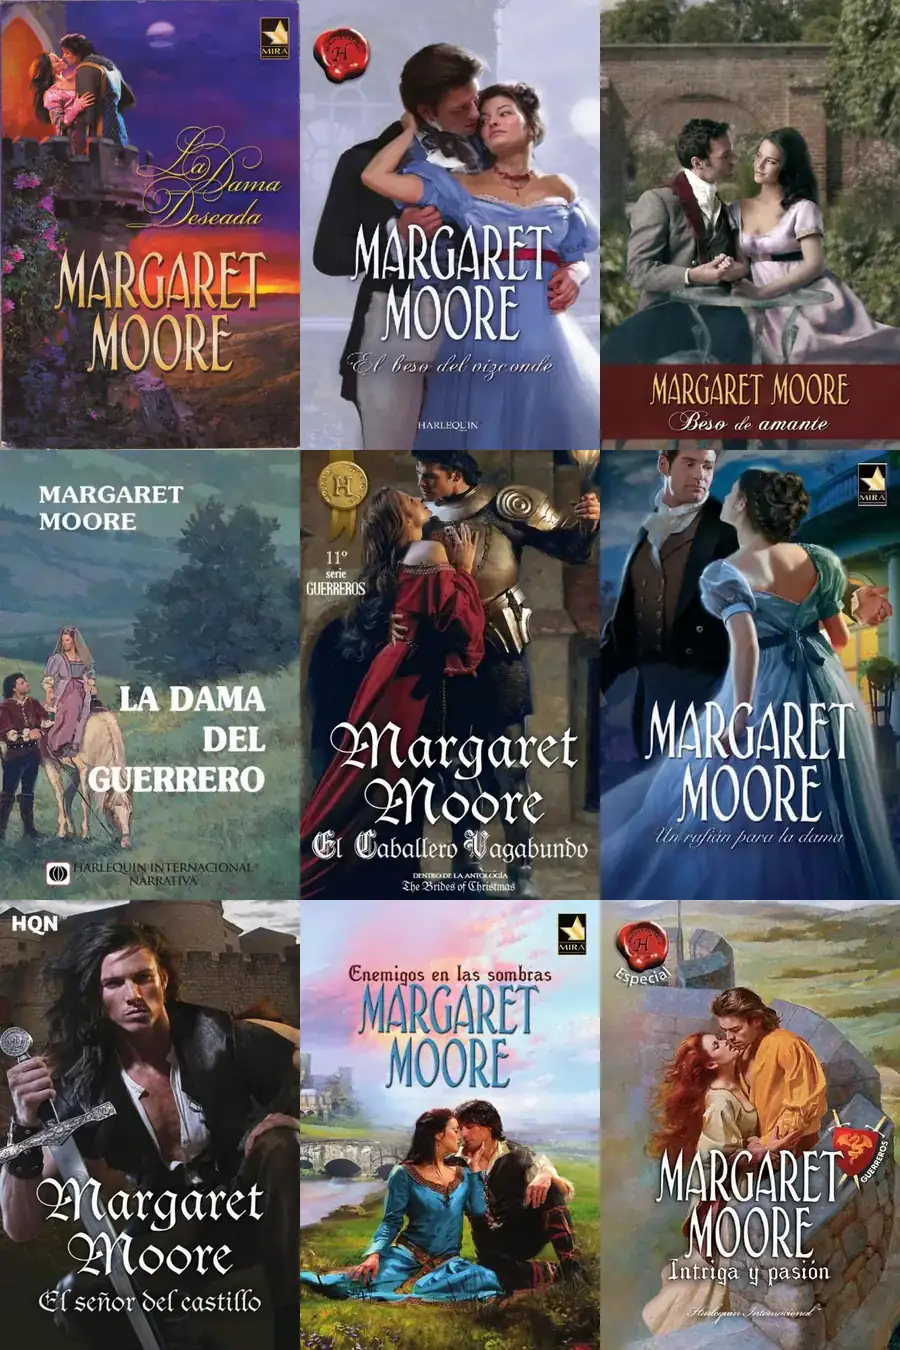 MIRA
La
Dama
Deseada
MARGARET
MOORE
H
MARGARET
MOORE
El beso del vizconde
HARLEQUIN
MARGARET MOORE
Beso de amante
MARGARET
MOORE
LA DAMA
DEL
GUERRERO
HARLEQUIN INTERNACIONAL
NARRATIVA
H
11º
serie
GUERREROS
Margaret
Moore
El Caballero Vagabundo
DENTRO DE LA ANTOLOGÍA
The Brides of Christmas
MIRA
MARGARET
MOORE
Un rufián para la dama
HQN
Margaret
Moore
El señor del castillo
MIRA
Enemigos en las sombras
MARGARET
MOORE
H
Especial
GUERREROS
MARGARET
MOORE
Intriga y pasión
Harlequin Internacional